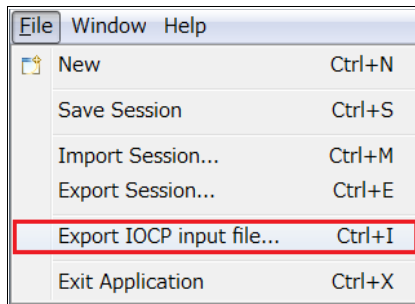 File Window Help
New Ctrl+N
Save Session Ctrl+S
Import Session... Ctrl+M
Export Session... Ctrl+E
Export IOCP input file... Ctrl+I
Exit Application Ctrl+X